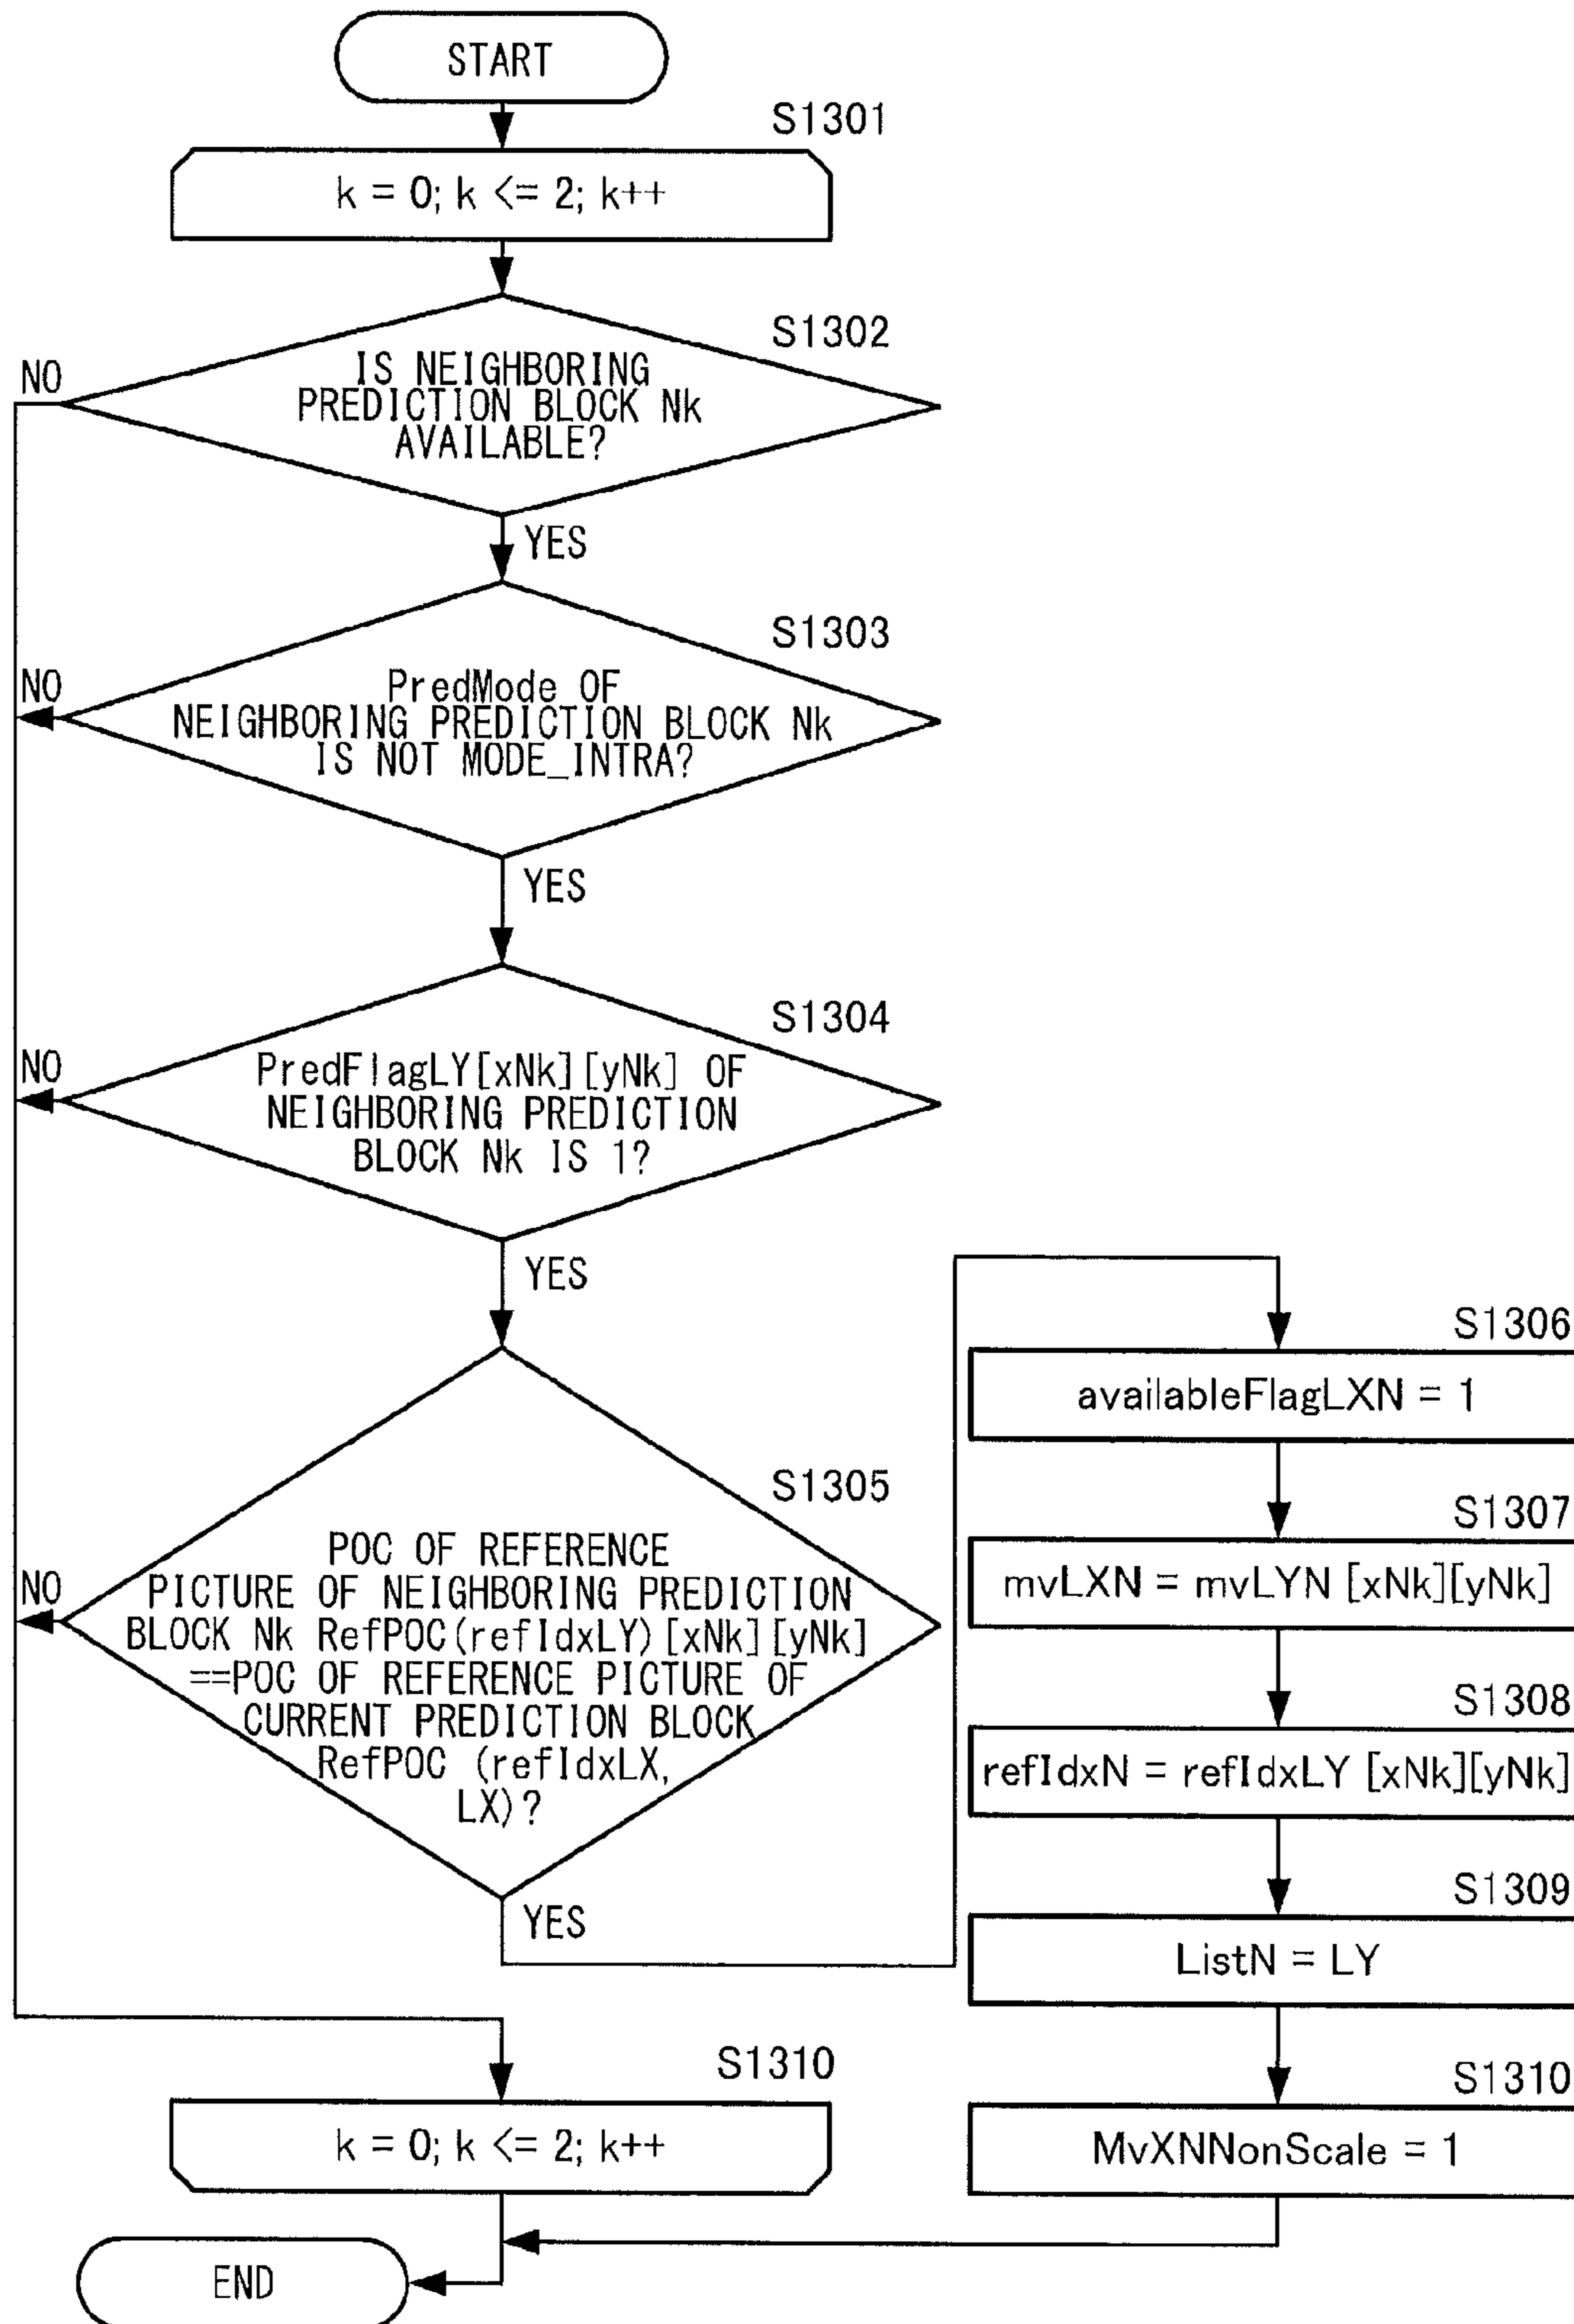 START
S1301
k = 0; k <= 2; k++
S1302
NO
IS NEIGHBORING
PREDICTION BLOCK Nk
AVAILABLE?
YES
S1303
NO
PredMode OF
NEIGHBORING PREDICTION BLOCK Nk
IS NOT MODE_INTRA?
YES
S1304
NO
PredFlagLY[xNk][yNk] OF
NEIGHBORING PREDICTION
BLOCK Nk IS 1?
YES
S1305
NO
POC OF REFERENCE
PICTURE OF NEIGHBORING PREDICTION
BLOCK Nk RefPOC(refIdxLY)[xNk][yNk]
==POC OF REFERENCE PICTURE OF
CURRENT PREDICTION BLOCK
RefPOC (refIdxLX,
LX)?
YES
S1306
availableFlagLXN = 1
S1307
mvLXN = mvLYN [xNk][yNk]
S1308
refIdxN = refIdxLY [xNk][yNk]
S1309
ListN = LY
S1310
MvXNNonScale = 1
S1310
k = 0; k <= 2; k++
END